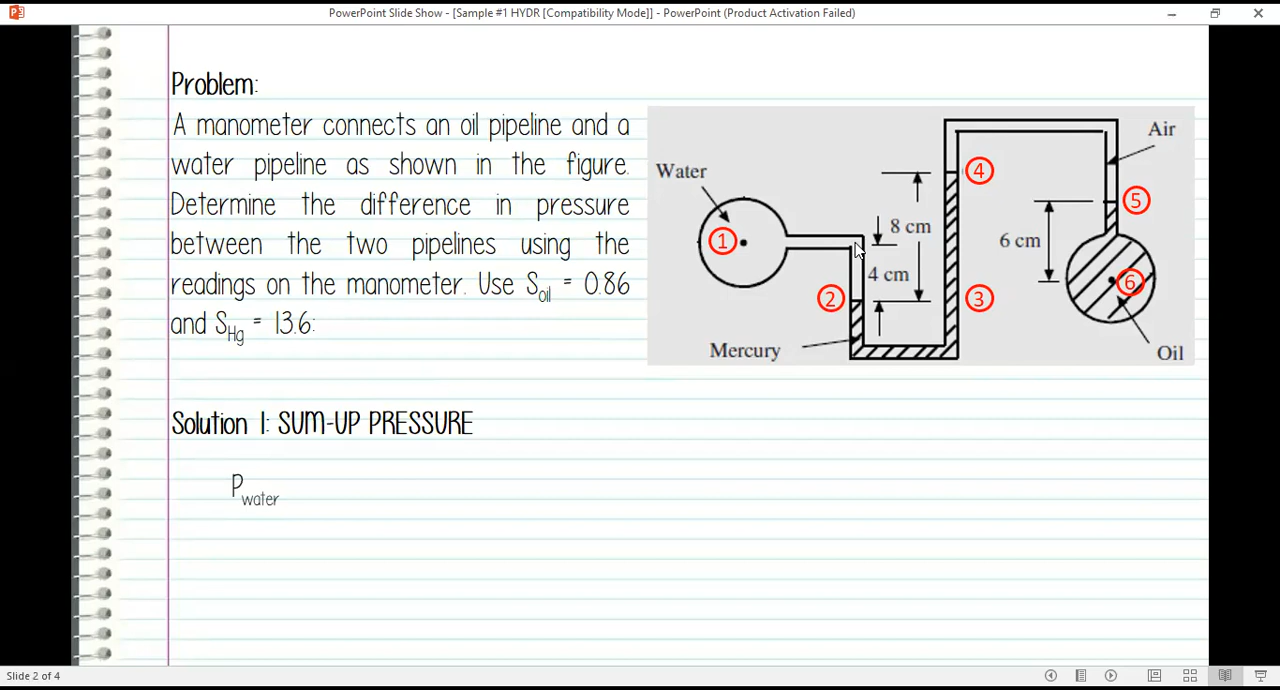 PowerPoint Slide Show - [Sample #1 HYDR [Compatibility Mode]] - PowerPoint (Product Activation Failed)
Problem:
A manometer connects an oil pipeline and a
water pipeline as shown in the figure.
Determine the difference in pressure
between the two pipelines using the
readings on the manometer. Use Soil = 0.86
and SHg = 13.6:
Water
Air
1
2
3
4
5
6
8 cm
4 cm
6 cm
Mercury
Oil
Solution 1: SUM-UP PRESSURE
Pwater
Slide 2 of 4